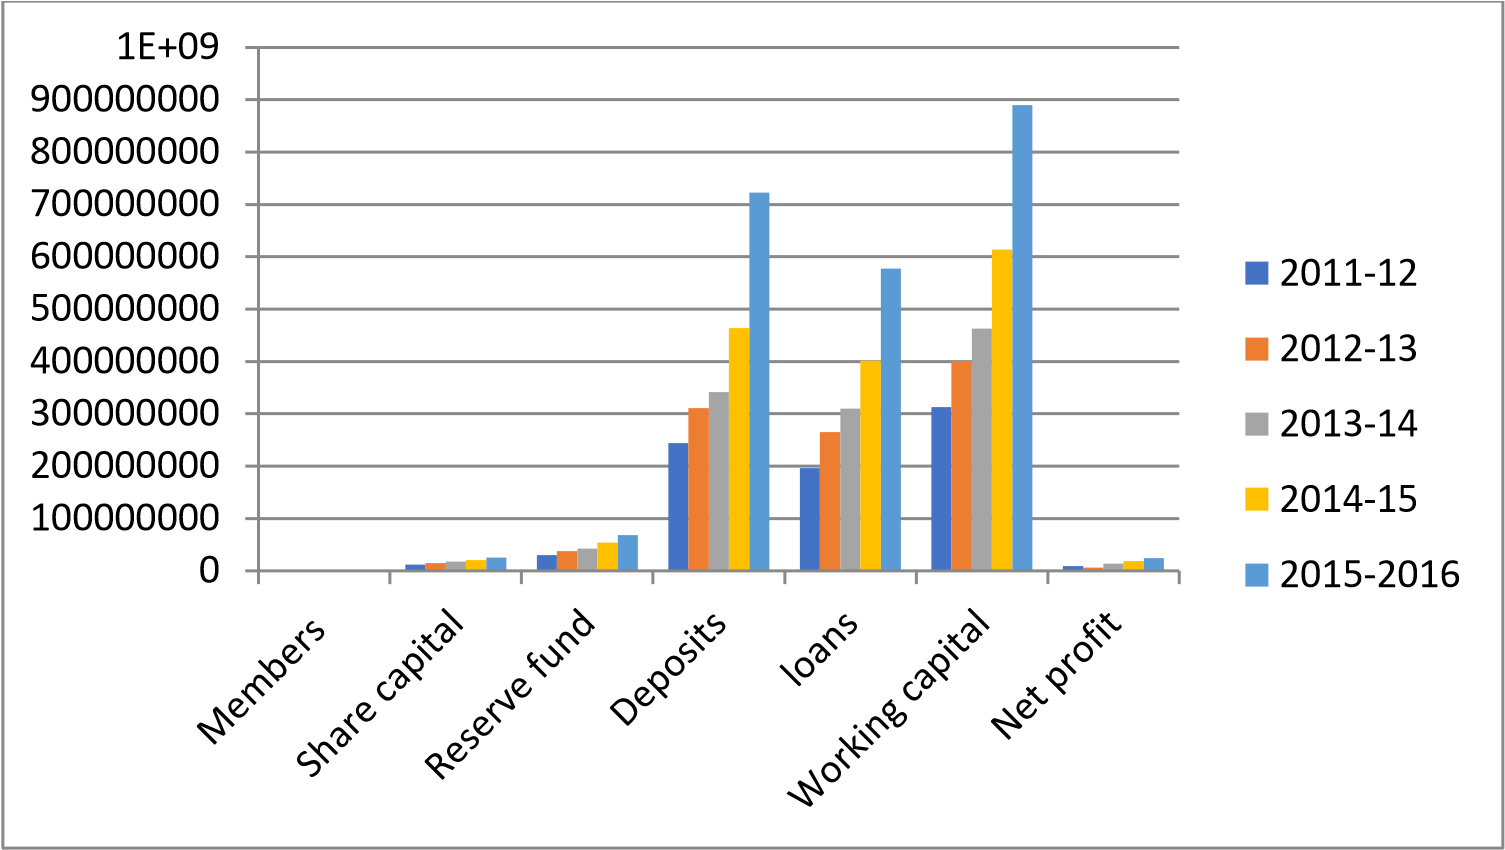 1E+09
900000000
800000000
700000000
600000000
500000000
400000000
300000000
200000000
100000000
0
Members
Share capital
Reserve fund
Deposits
loans
Working capital
Net profit
2011-12
2012-13
2013-14
2014-15
2015-2016